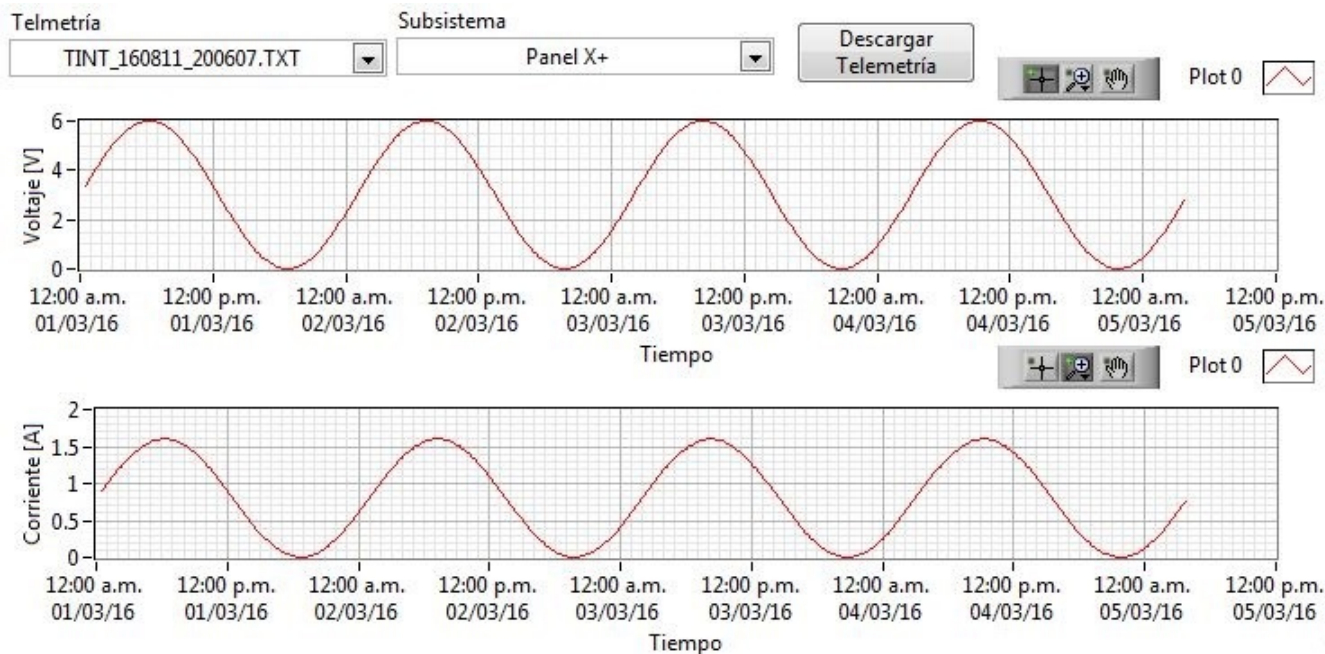 Telmetría
Subsistema
TINT_160811_200607.TXT
Panel X+
Descargar
Telemetría
Plot 0
Voltaje [V]
6
4
2
0
12:00 a.m. 12:00 p.m. 12:00 a.m. 12:00 p.m. 12:00 a.m. 12:00 p.m. 12:00 a.m. 12:00 p.m. 12:00 a.m. 12:00 p.m.
01/03/16 01/03/16 02/03/16 02/03/16 03/03/16 03/03/16 04/03/16 04/03/16 05/03/16 05/03/16
Tiempo
Plot 0
Corriente [A]
2
1.5
1
0.5
0
12:00 a.m. 12:00 p.m. 12:00 a.m. 12:00 p.m. 12:00 a.m. 12:00 p.m. 12:00 a.m. 12:00 p.m. 12:00 a.m. 12:00 p.m.
01/03/16 01/03/16 02/03/16 02/03/16 03/03/16 03/03/16 04/03/16 04/03/16 05/03/16 05/03/16
Tiempo